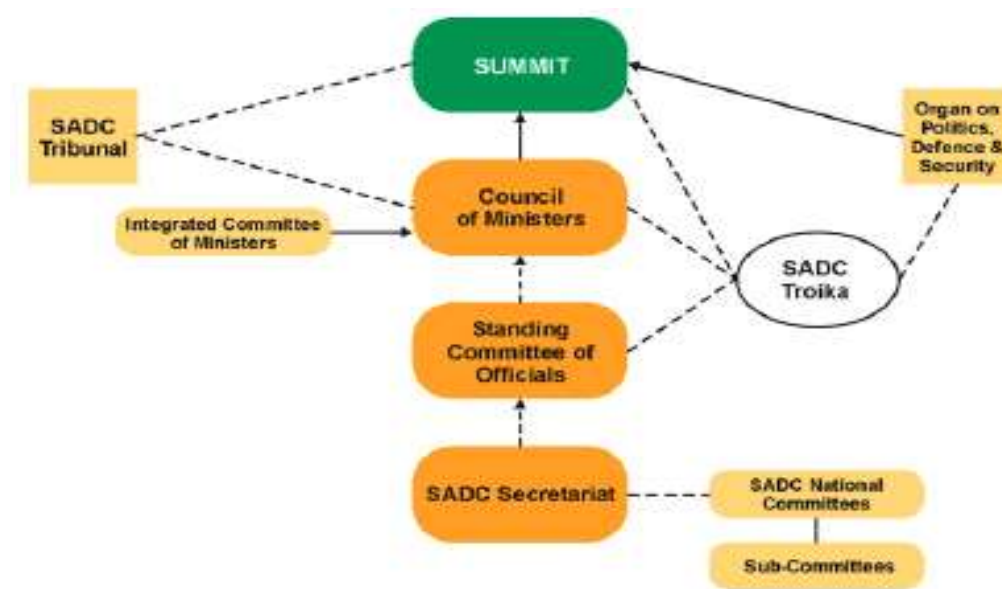 SUMMIT
SADC
Tribunal
Organ on
Politics,
Defence &
Security
Council
of Ministers
Integrated Committee
of Ministers
SADC
Troika
Standing
Committee of
Officials
SADC Secretariat
SADC National
Committees
Sub-Committees